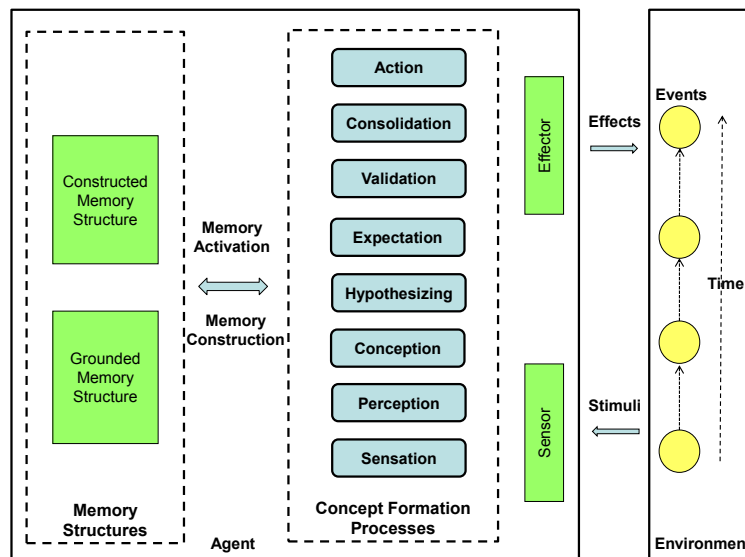 Action
Consolidation
Validation
Expectation
Hypothesizing
Conception
Perception
Sensation
Concept Formation
Processes
Constructed
Memory
Structure
Grounded
Memory
Structure
Memory
Structures
Memory
Activation
Memory
Construction
Agent
Effector
Sensor
Effects
Stimuli
Events
Time
Environment